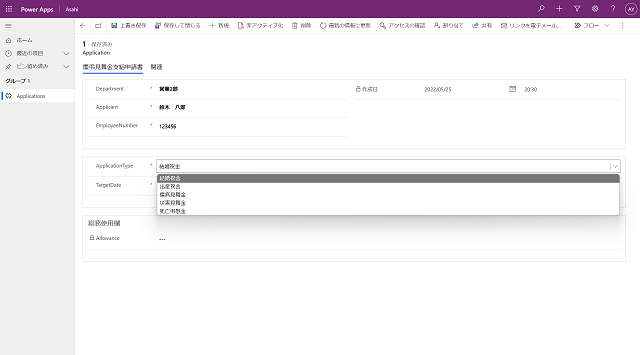 Power Apps Asahi AY
上書き保存 保存して閉じる 新規 非アクティブ化 削除 最新の情報に更新 アクセスの確認 割り当て 共有 リンクを電子メール... フロー
ホーム
最近の項目
ピン留め済み
グループ 1
Applications
1 - 保存済み
Application
慶弔見舞金支給申請書 関連
Department * 営業2部
作成日 2022/05/25 20:30
Applicant * 鈴木 八郎
EmployeeNumber * 123456
ApplicationType * 結婚祝金
結婚祝金
出産祝金
傷病見舞金
災害見舞金
死亡弔慰金
TargetDate *
総務使用欄
Allowance ---